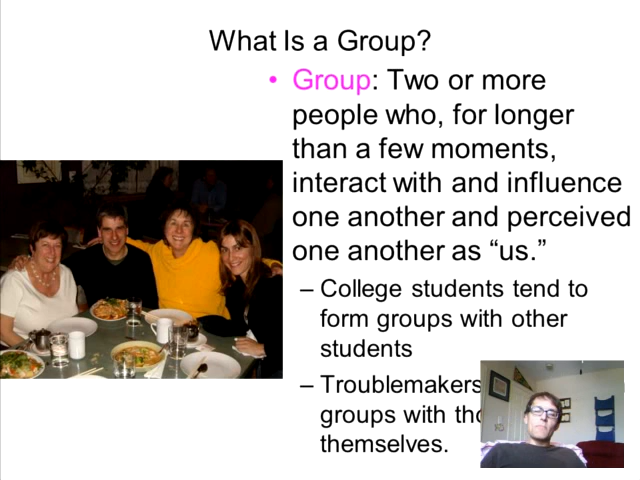 What Is a Group?
• Group: Two or more
people who, for longer
than a few moments,
interact with and influence
one another and perceived
one another as “us.”
– College students tend to
form groups with other
students
– Troublemakers
groups with
themselves.